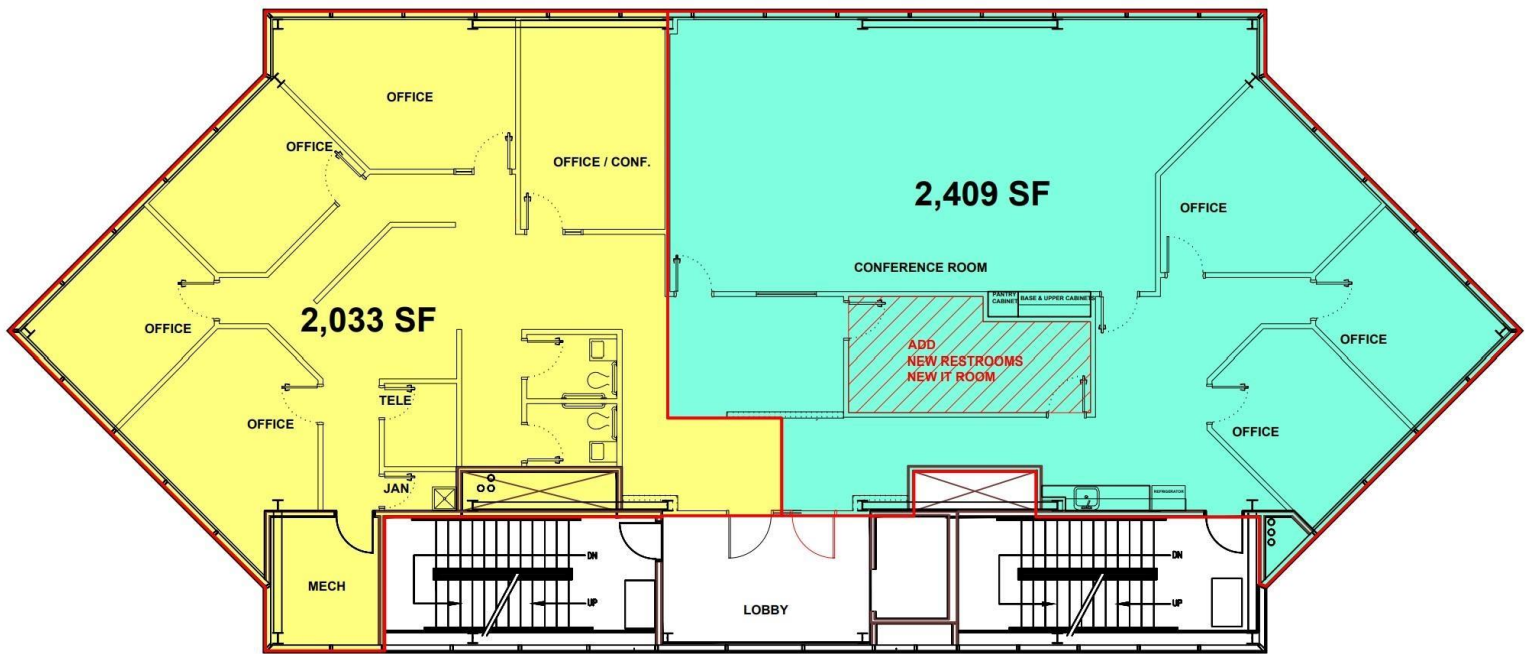 OFFICE
OFFICE
OFFICE / CONF.
2,409 SF
OFFICE
CONFERENCE ROOM
PANTRY
CABINET
BASE & UPPER CABINETS
2,033 SF
OFFICE
OFFICE
ADD
NEW RESTROOMS
NEW IT ROOM
TELE
OFFICE
OFFICE
JAN
REFRIGERATOR
DN
DN
MECH
UP
LOBBY
UP